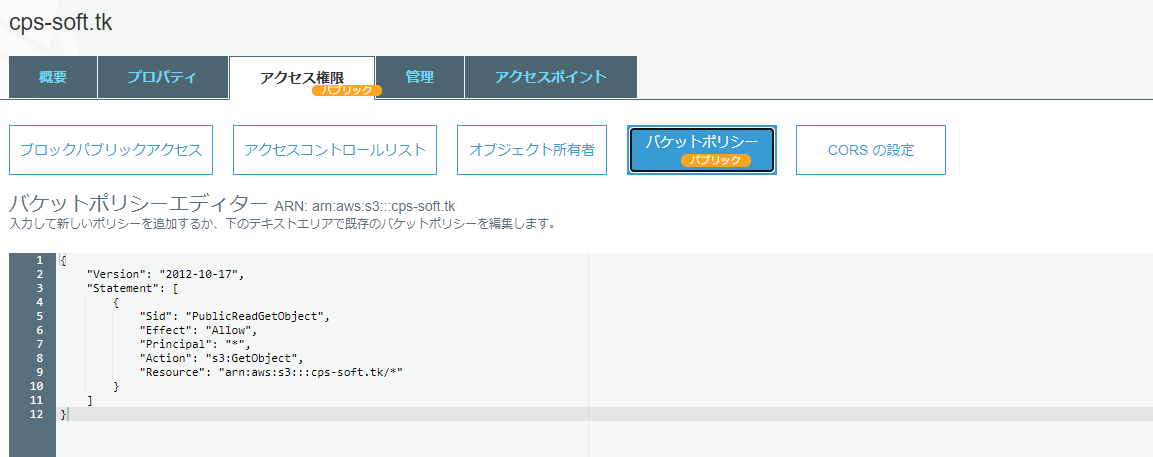 cps-soft.tk
概要 プロパティ アクセス権限 管理 アクセスポイント
パブリック
ブロックパブリックアクセス アクセスコントロールリスト オブジェクト所有者 バケットポリシー CORS の設定
パブリック
バケットポリシーエディター ARN: arn:aws:s3:::cps-soft.tk
入力して新しいポリシーを追加するか、下のテキストエリアで既存のバケットポリシーを編集します。
1 {
2 "Version": "2012-10-17",
3 "Statement": [
4 {
5 "Sid": "PublicReadGetObject",
6 "Effect": "Allow",
7 "Principal": "*",
8 "Action": "s3:GetObject",
9 "Resource": "arn:aws:s3:::cps-soft.tk/*"
10 }
11 ]
12 }